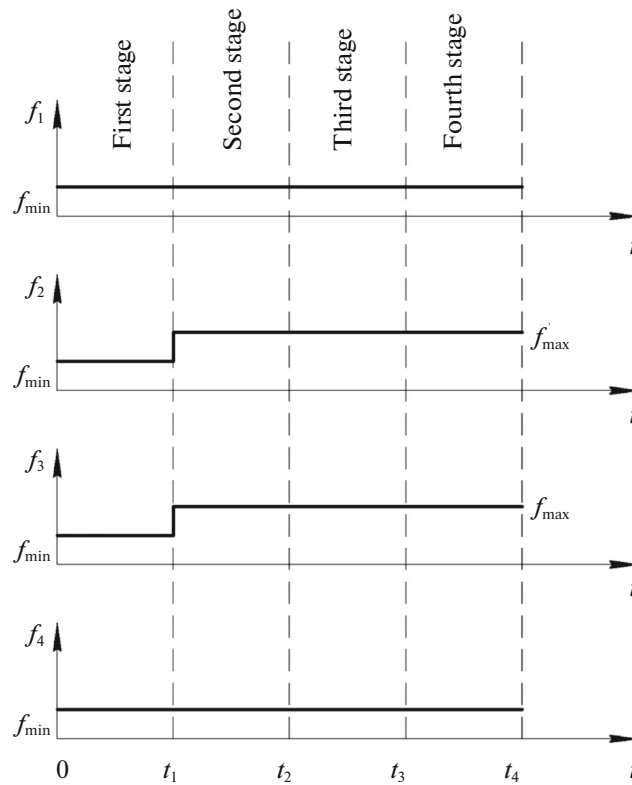 First stage
Second stage
Third stage
Fourth stage
f1
fmin
t
f2
fmin
f'max
t
f3
fmin
fmax
t
f4
fmin
0
t1
t2
t3
t4
t